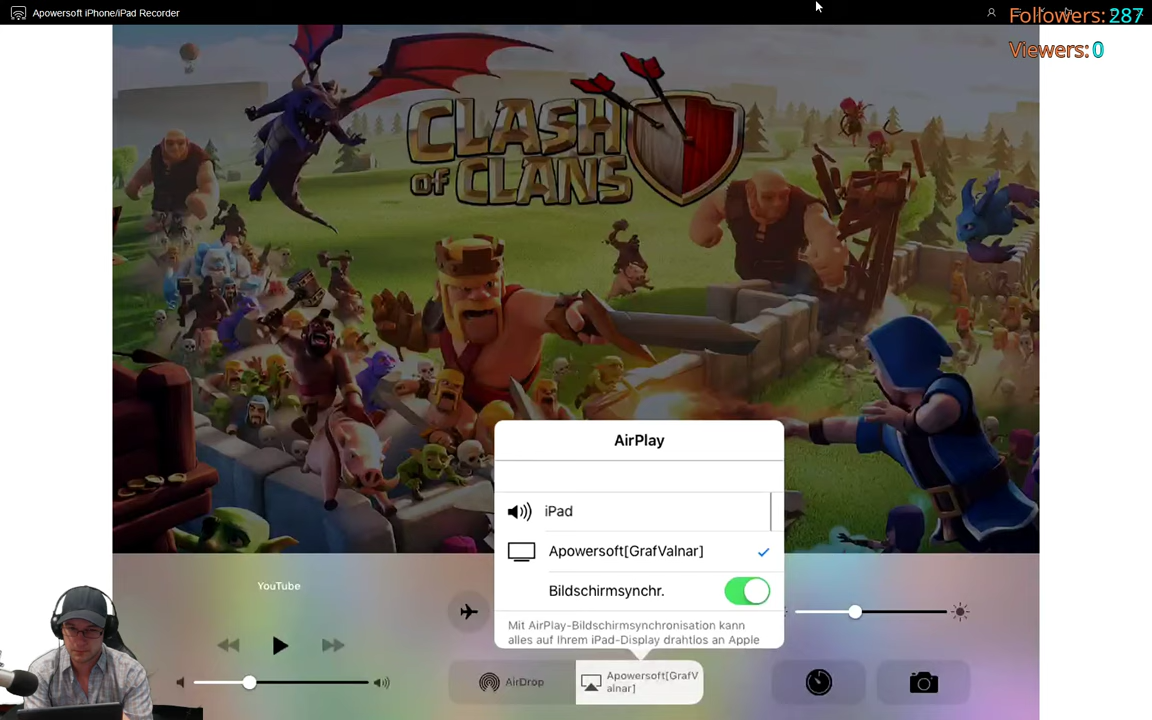 Apowersoft iPhone/iPad Recorder
Followers: 287
Viewers: 0
CLASH
OF CLANS
AirPlay
iPad
Apowersoft[GrafValnar]
Bildschirmsynchr.
Mit AirPlay-Bildschirmsynchronisation kann
alles auf Ihrem iPad-Display drahtlos an Apple
YouTube
AirDrop
Apowersoft[GrafV
alnar]